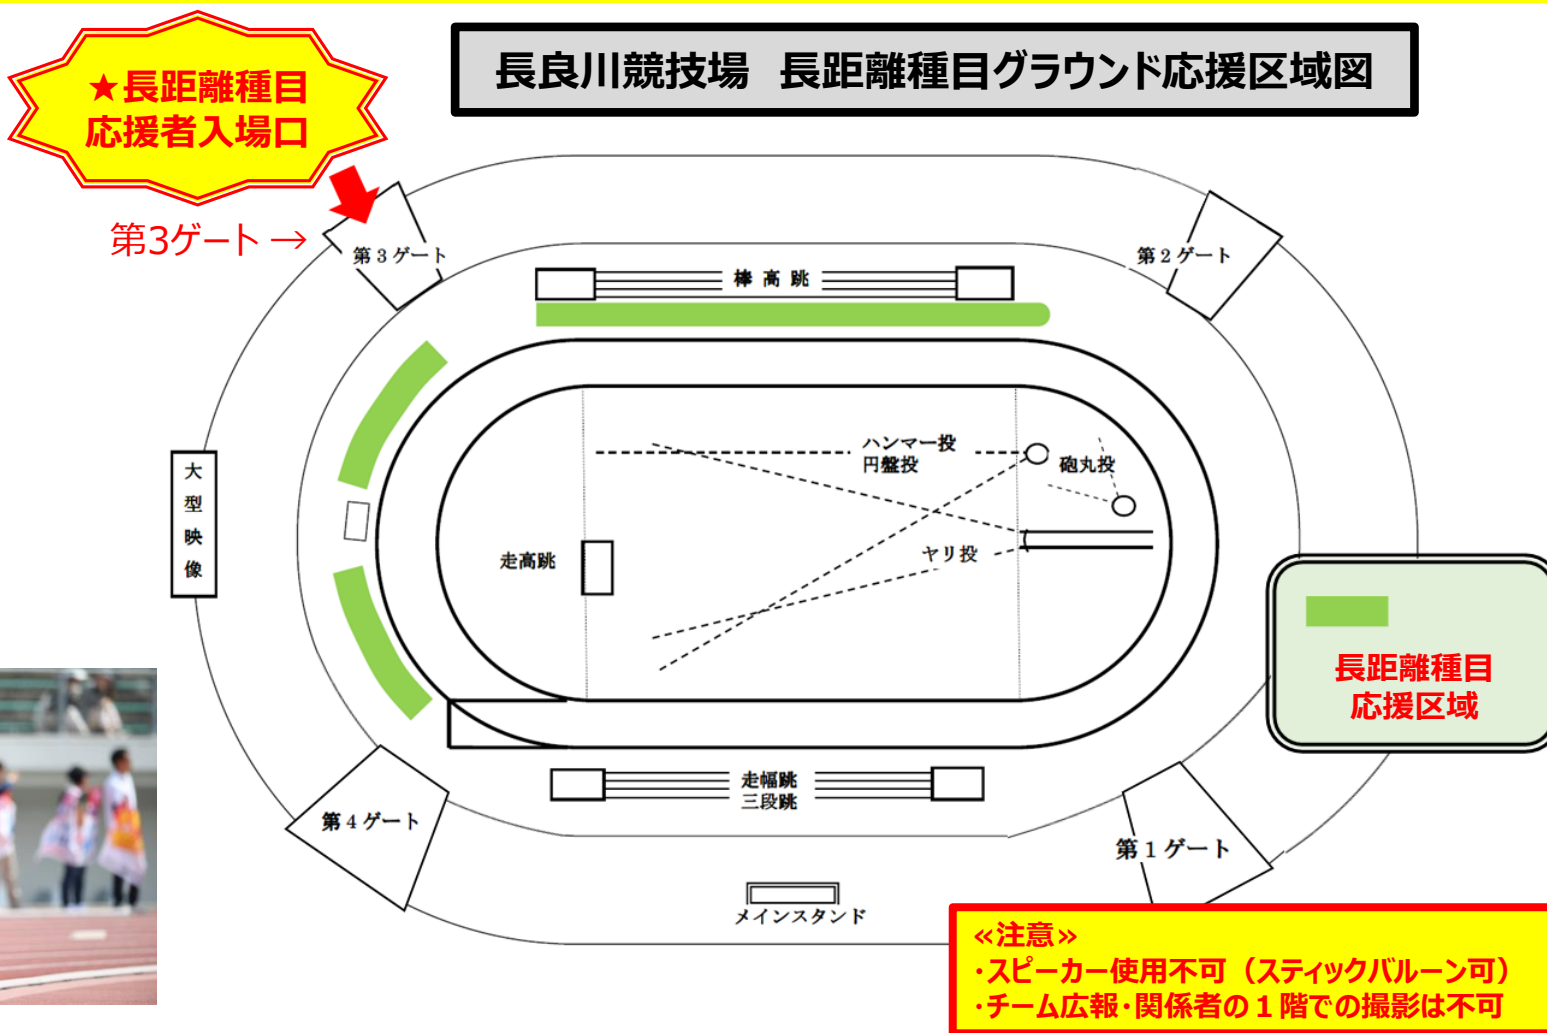 ★長距離種目
応援者入場口
長良川競技場 長距離種目グラウンド応援区域図
第3ゲート →
第3ゲート
第2ゲート
棒高跳
ハンマー投
円盤投
砲丸投
大型映像
走高跳
ヤリ投
長距離種目
応援区域
走幅跳
三段跳
第4ゲート
第1ゲート
メインスタンド
≪注意≫
・スピーカー使用不可（スティックバルーン可）
・チーム広報・関係者の１階での撮影は不可